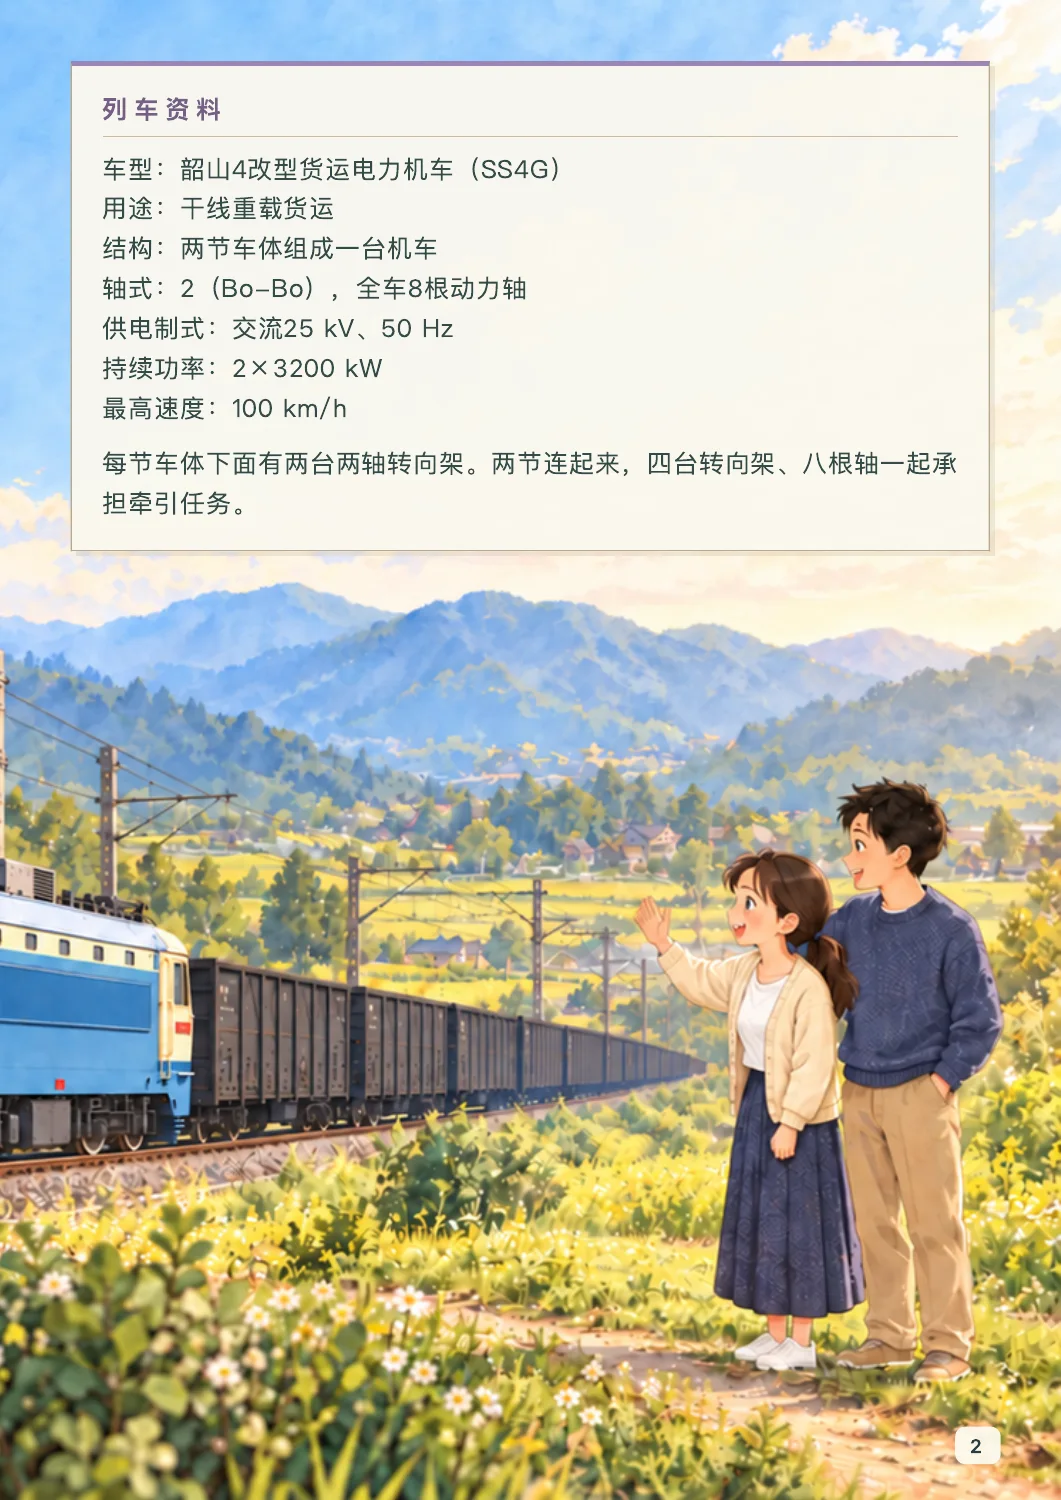 列车资料
车型：韶山4改型货运电力机车（SS4G）
用途：干线重载货运
结构：两节车体组成一台机车
轴式：2（Bo–Bo），全车8根动力轴
供电制式：交流25 kV、50 Hz
持续功率：2×3200 kW
最高速度：100 km/h
每节车体下面有两台两轴转向架。两节连起来，四台转向架、八根轴一起承
担牵引任务。
2